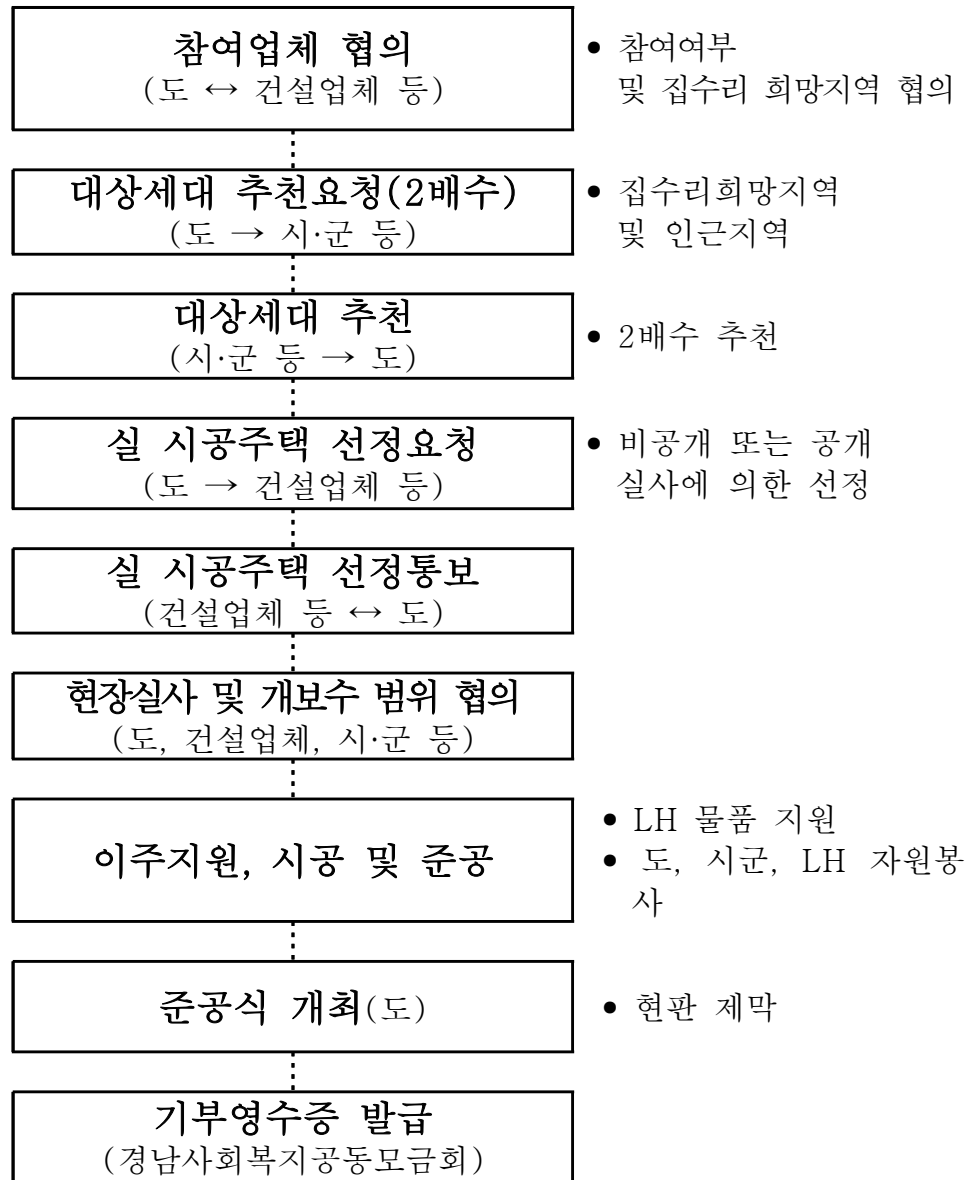 참여업체 협의
(도 ↔ 건설업체 등)
• 참여여부
및 집수리 희망지역 협의
대상세대 추천요청(2배수)
(도 → 시·군 등)
• 집수리희망지역
및 인근지역
대상세대 추천
(시·군 등 → 도)
• 2배수 추천
실 시공주택 선정요청
(도 → 건설업체 등)
• 비공개 또는 공개
실사에 의한 선정
실 시공주택 선정통보
(건설업체 등 ↔ 도)
현장실사 및 개보수 범위 협의
(도, 건설업체, 시·군 등)
이주지원, 시공 및 준공
• LH 물품 지원
• 도, 시군, LH 자원봉
사
준공식 개최(도)
• 현판 제막
기부영수증 발급
(경남사회복지공동모금회)